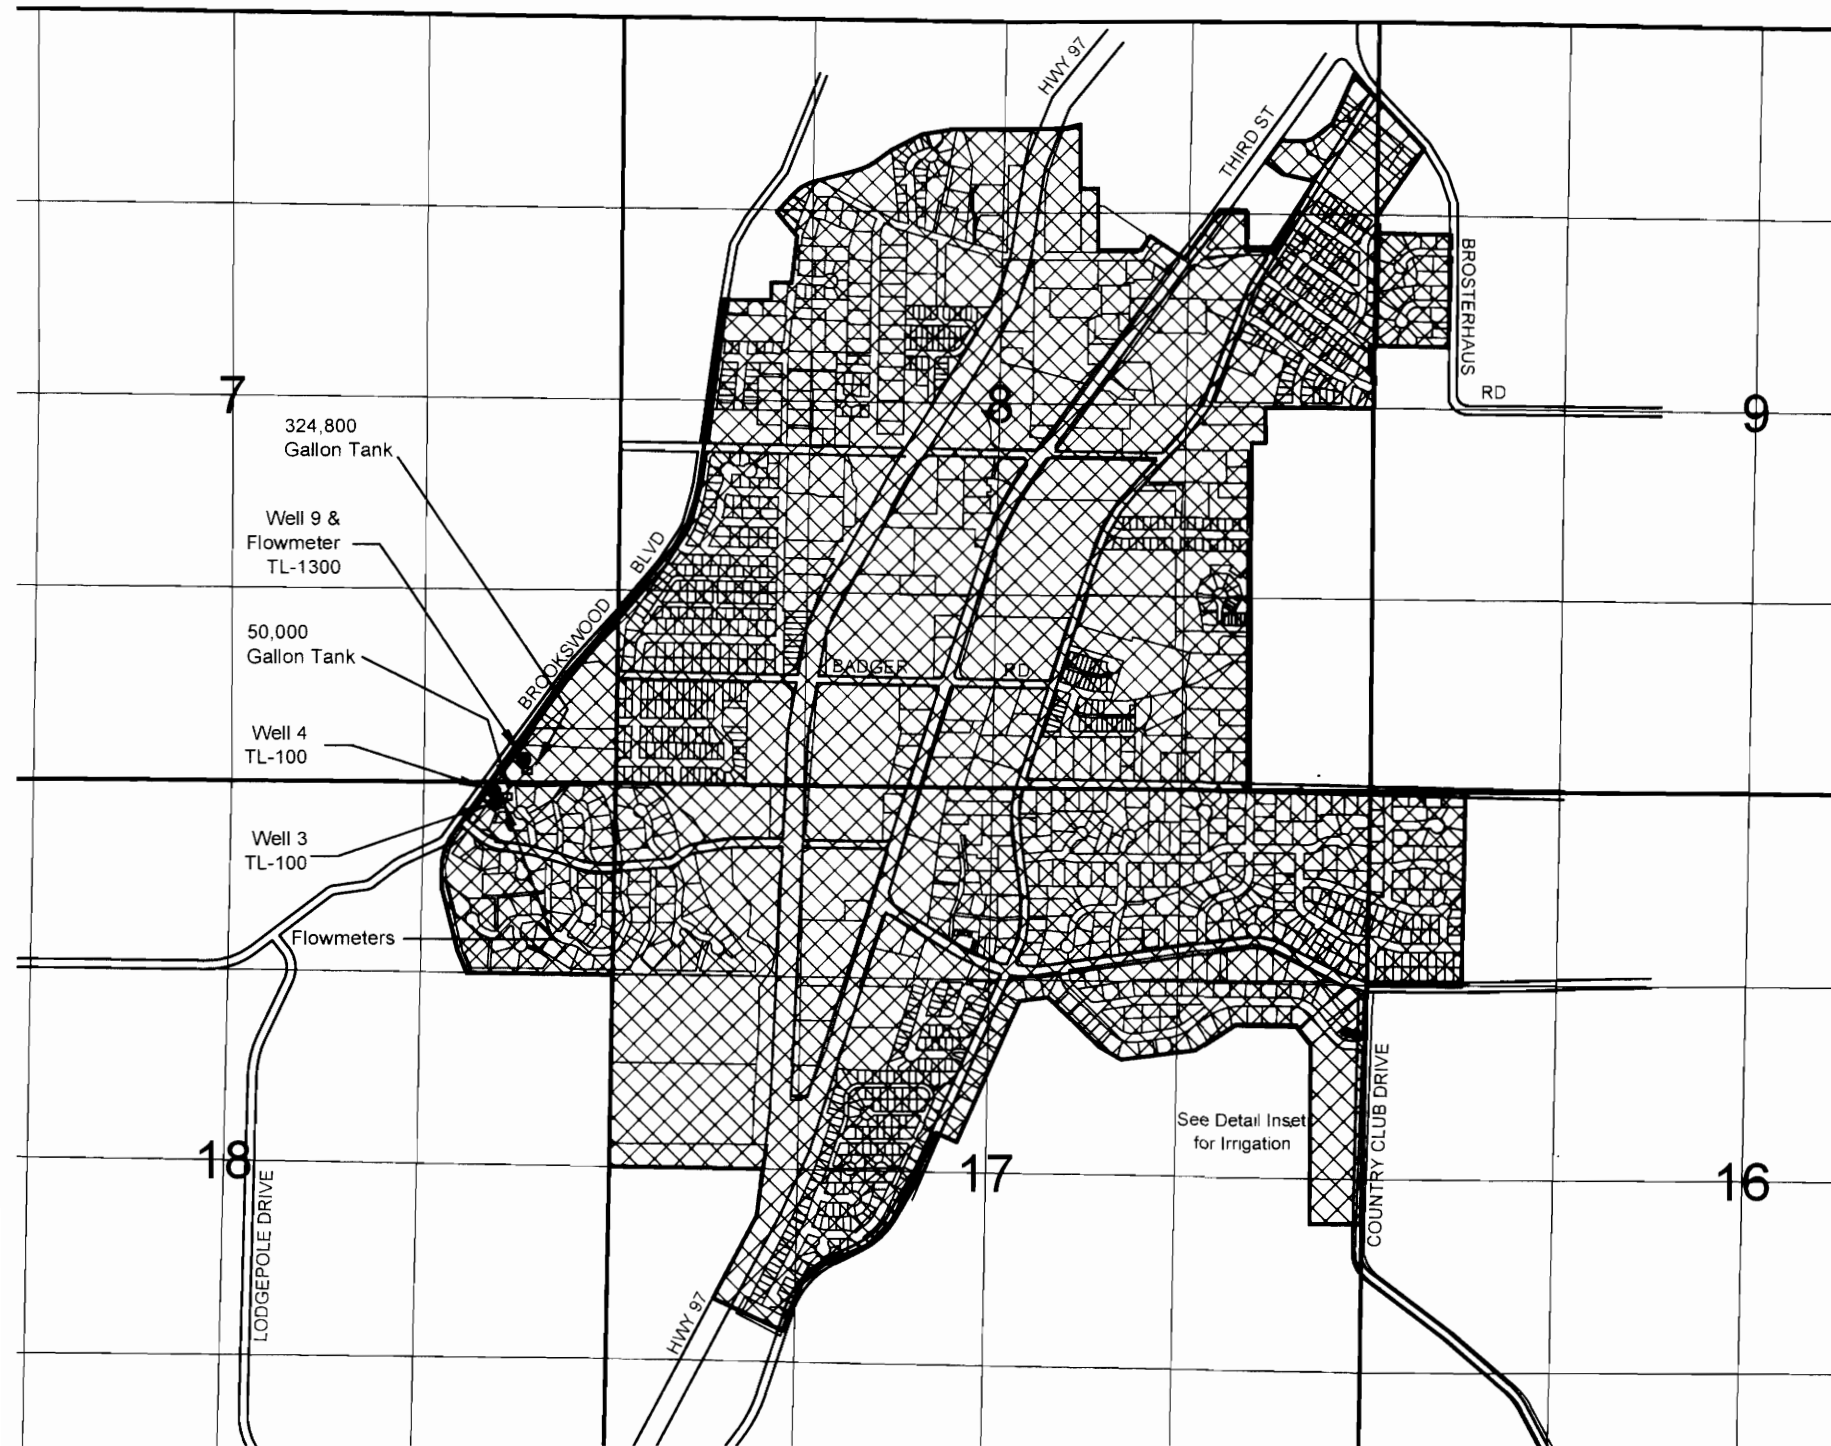 HWY 97
THIRD ST
BROSTERHAUS
RD
7
8
9
324,800
Gallon Tank
Well 9 &
Flowmeter
TL-1300
BLVD
BROOKSWOOD
50,000
Gallon Tank
BADGER
RD
Well 4
TL-100
Well 3
TL-100
Flowmeters
See Detail Inset
for Irrigation
COUNTRY CLUB DRIVE
18
17
16
LODGEPOLE DRIVE
HWY 97